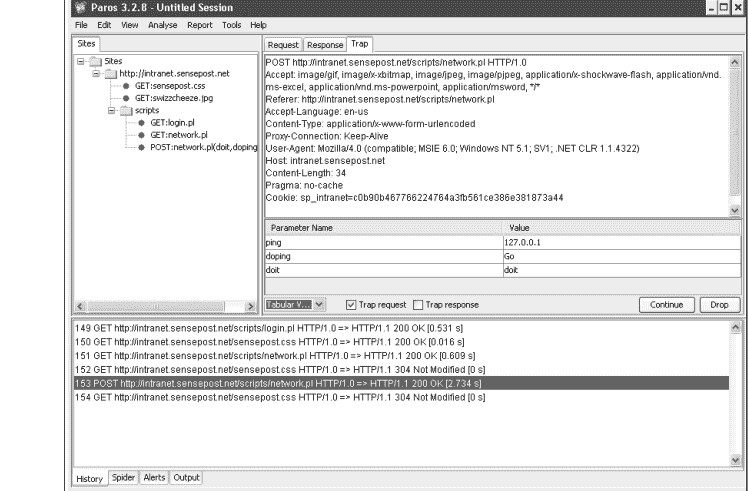 Paros 3.2.8 - Untitled Session
File Edit View Analyse Report Tools Help
Sites
Sites
http://intranet.sensepost.net
GET:sensepost.css
GET:swizzcheeze.jpg
scripts
GET:login.pl
GET:network.pl
POST:network.pl(doit,doping
Request Response Trap
POST http://intranet.sensepost.net/scripts/network.pl HTTP/1.0
Accept: image/gif, image/x-xbitmap, image/jpeg, image/pjpeg, application/x-shockwave-flash, application/vnd.
ms-excel, application/vnd.ms-powerpoint, application/msword, */*
Referer: http://intranet.sensepost.net/scripts/network.pl
Accept-Language: en-us
Content-Type: application/x-www-form-urlencoded
Proxy-Connection: Keep-Alive
User-Agent: Mozilla/4.0 (compatible; MSIE 6.0; Windows NT 5.1; SV1; .NET CLR 1.1.4322)
Host: intranet.sensepost.net
Content-Length: 34
Pragma: no-cache
Cookie: sp_intranet=c0b90b467766224764a3fb561ce386e381873a44
Parameter Name Value
ping 127.0.0.1
doping Go
doit doit
Tabular V... Trap request Trap response Continue Drop
149 GET http://intranet.sensepost.net/scripts/login.pl HTTP/1.0 => HTTP/1.1 200 OK [0.531 s]
150 GET http://intranet.sensepost.net/sensepost.css HTTP/1.0 => HTTP/1.1 200 OK [0.016 s]
151 GET http://intranet.sensepost.net/scripts/network.pl HTTP/1.0 => HTTP/1.1 200 OK [0.609 s]
152 GET http://intranet.sensepost.net/sensepost.css HTTP/1.0 => HTTP/1.1 304 Not Modified [0 s]
153 POST http://intranet.sensepost.net/scripts/network.pl HTTP/1.0 => HTTP/1.1 200 OK [2.734 s]
154 GET http://intranet.sensepost.net/sensepost.css HTTP/1.0 => HTTP/1.1 304 Not Modified [0 s]
History Spider Alerts Output